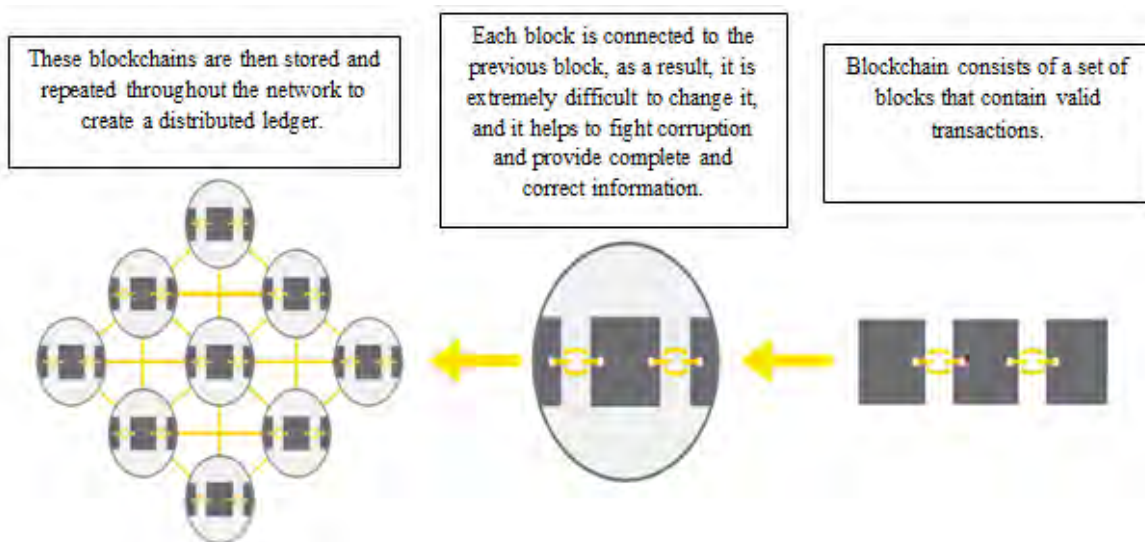 These blockchains are then stored and
repeated throughout the network to
create a distributed ledger.
Each block is connected to the
previous block, as a result, it is
extremely difficult to change it,
and it helps to fight corruption
and provide complete and
correct information.
Blockchain consists of a set of
blocks that contain valid
transactions.